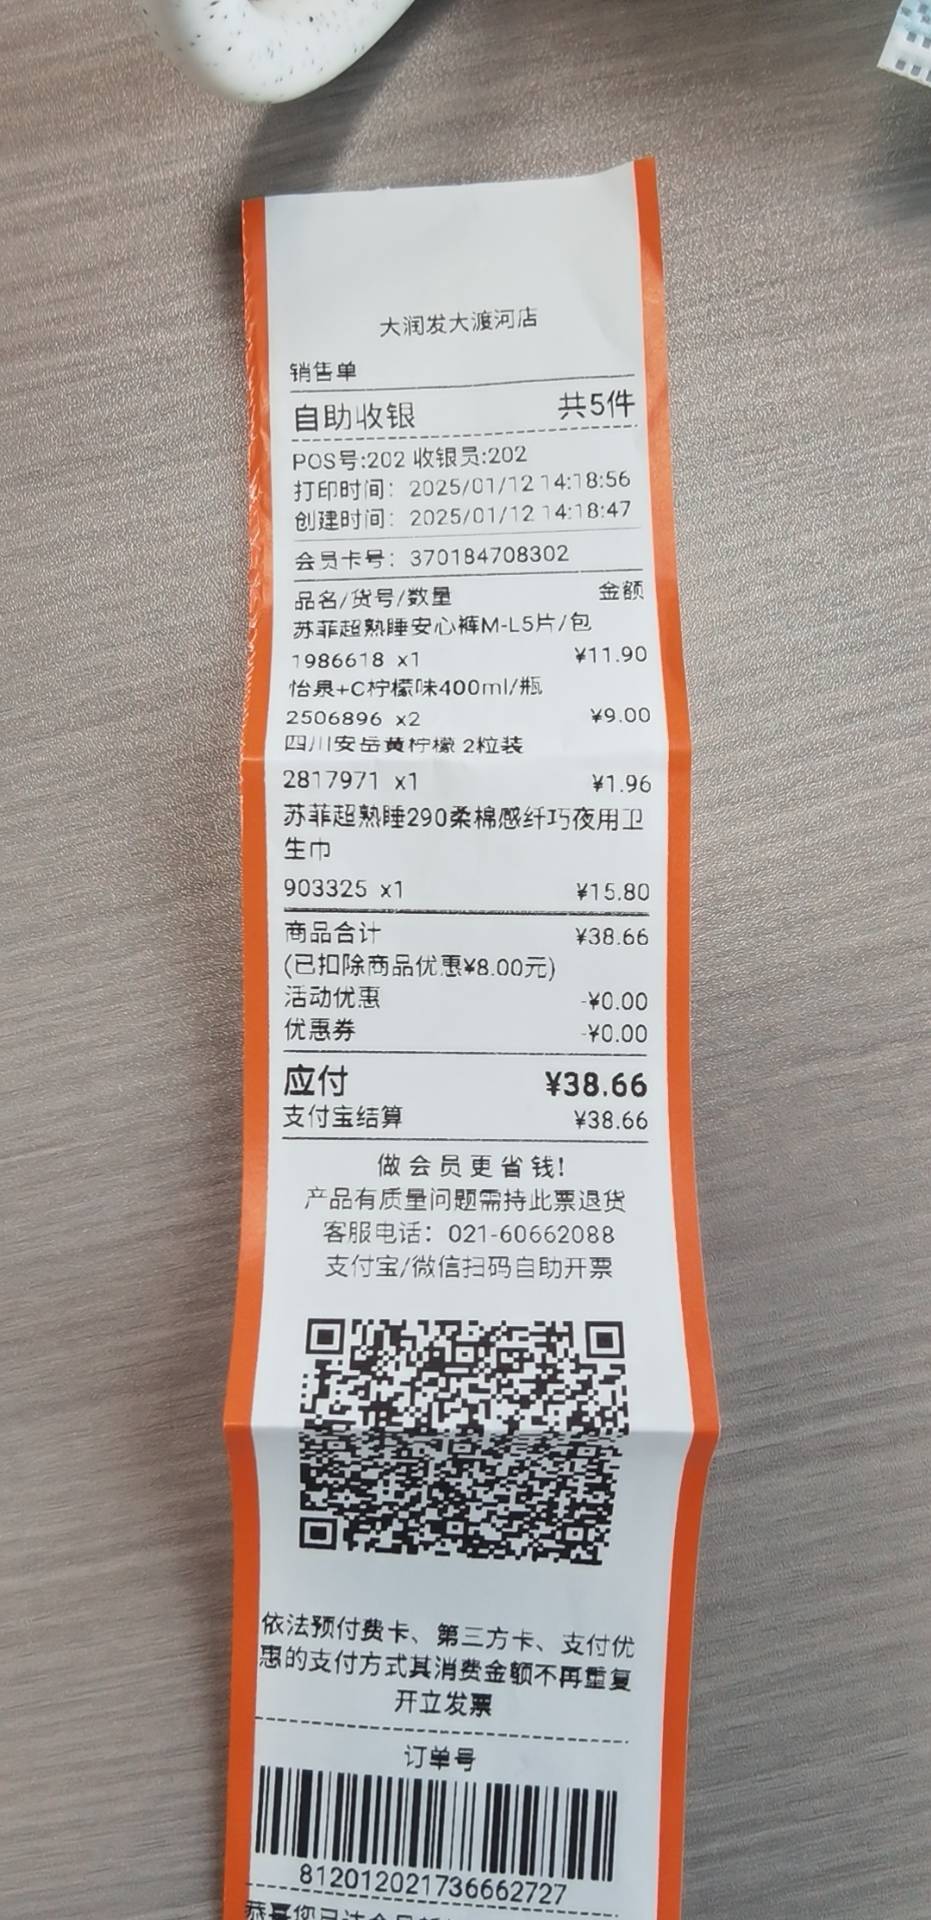 大润发大渡河店
销售单
自助收银 共5件
POS号:202 收银员:202
打印时间: 2025/01/12 14:18:56
创建时间: 2025/01/12 14:18:47
会员卡号: 370184708302
品名/货号/数量 金额
苏菲超熟睡安心裤M-L5片/包
1986618 x1 ¥11.90
怡泉+C柠檬味400ml/瓶
2506896 x2 ¥9.00
四川安岳黄柠檬 2粒装
2817971 x1 ¥1.96
苏菲超熟睡290柔棉感纤巧夜用卫
生巾
903325 x1 ¥15.80
商品合计 ¥38.66
(已扣除商品优惠¥8.00元)
活动优惠 -¥0.00
优惠券 -¥0.00
应付 ¥38.66
支付宝结算 ¥38.66
做会员更省钱!
产品有质量问题需持此票退货
客服电话: 021-60662088
支付宝/微信扫码自助开票
依法预付费卡、第三方卡、支付优
惠的支付方式其消费金额不再重复
开立发票
订单号
812012021736662727
恭喜您已